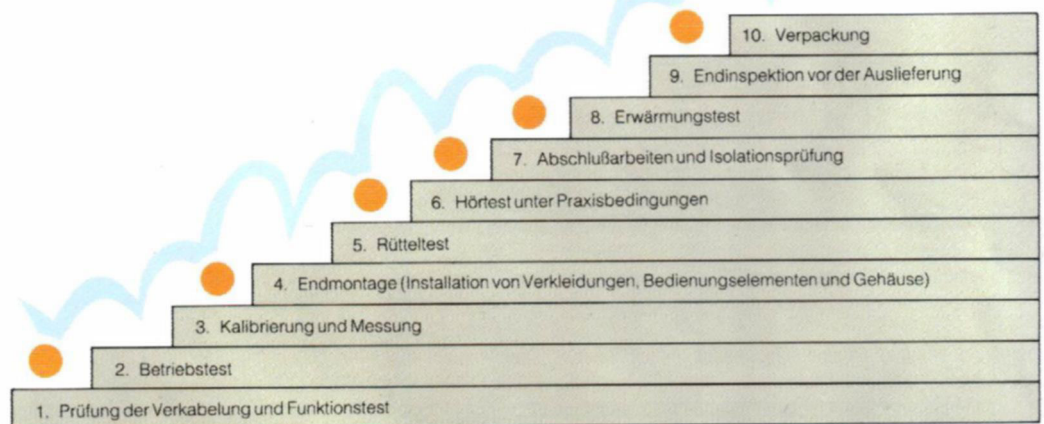 10. Verpackung
9. Endinspektion vor der Auslieferung
8. Erwärmungstest
7. Abschlußarbeiten und Isolationsprüfung
6. Hörtest unter Praxisbedingungen
5. Rütteltest
4. Endmontage (Installation von Verkleidungen, Bedienungselementen und Gehäuse)
3. Kalibrierung und Messung
2. Betriebstest
1. Prüfung der Verkabelung und Funktionstest